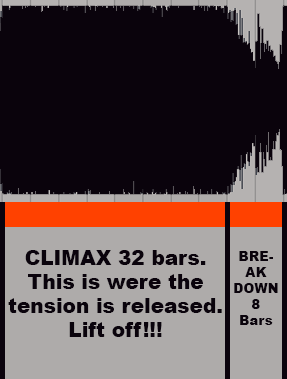 CLIMAX 32 bars.
This is were the
tension is released.
Lift off!!!
BRE-
AK
DOWN
8
Bars